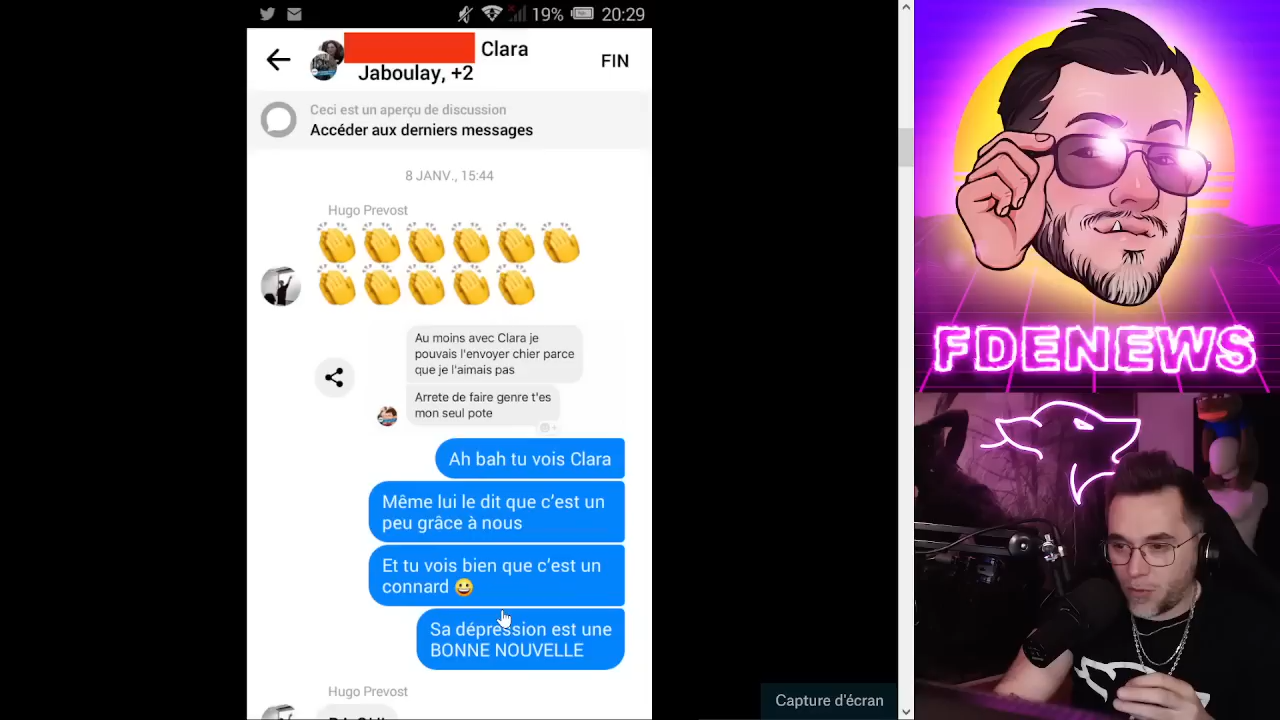 19% 20:29
Clara
Jaboulay, +2
FIN
Ceci est un aperçu de discussion
Accéder aux derniers messages
8 JANV., 15:44
Hugo Prevost
👏👏👏👏👏👏
👏👏👏👏👏
Au moins avec Clara je
pouvais l'envoyer chier parce
que je l'aimais pas
Arrete de faire genre t'es
mon seul pote
Ah bah tu vois Clara
Même lui le dit que c’est un
peu grâce à nous
Et tu vois bien que c’est un
connard 😀
Sa dépression est une
BONNE NOUVELLE
Hugo Prevost
Capture d'écran
FDENEWS